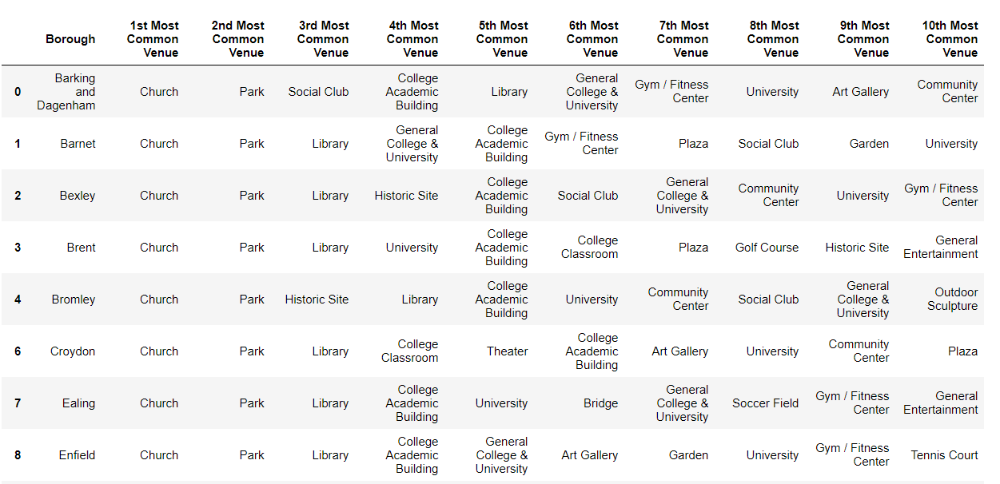 Borough 1st Most Common Venue 2nd Most Common Venue 3rd Most Common Venue 4th Most Common Venue 5th Most Common Venue 6th Most Common Venue 7th Most Common Venue 8th Most Common Venue 9th Most Common Venue 10th Most Common Venue
0 Barking and Dagenham Church Park Social Club College Academic Building Library General College & University Gym / Fitness Center University Art Gallery Community Center
1 Barnet Church Park Library General College & University College Academic Building Gym / Fitness Center Plaza Social Club Garden University
2 Bexley Church Park Library Historic Site College Academic Building Social Club General College & University Community Center University Gym / Fitness Center
3 Brent Church Park Library University College Academic Building College Classroom Plaza Golf Course Historic Site General Entertainment
4 Bromley Church Park Historic Site Library College Academic Building University Community Center Social Club General College & University Outdoor Sculpture
6 Croydon Church Park Library College Classroom Theater College Academic Building Art Gallery University Community Center Plaza
7 Ealing Church Park Library College Academic Building University Bridge General College & University Soccer Field Gym / Fitness Center General Entertainment
8 Enfield Church Park Library College Academic Building General College & University Art Gallery Garden University Gym / Fitness Center Tennis Court